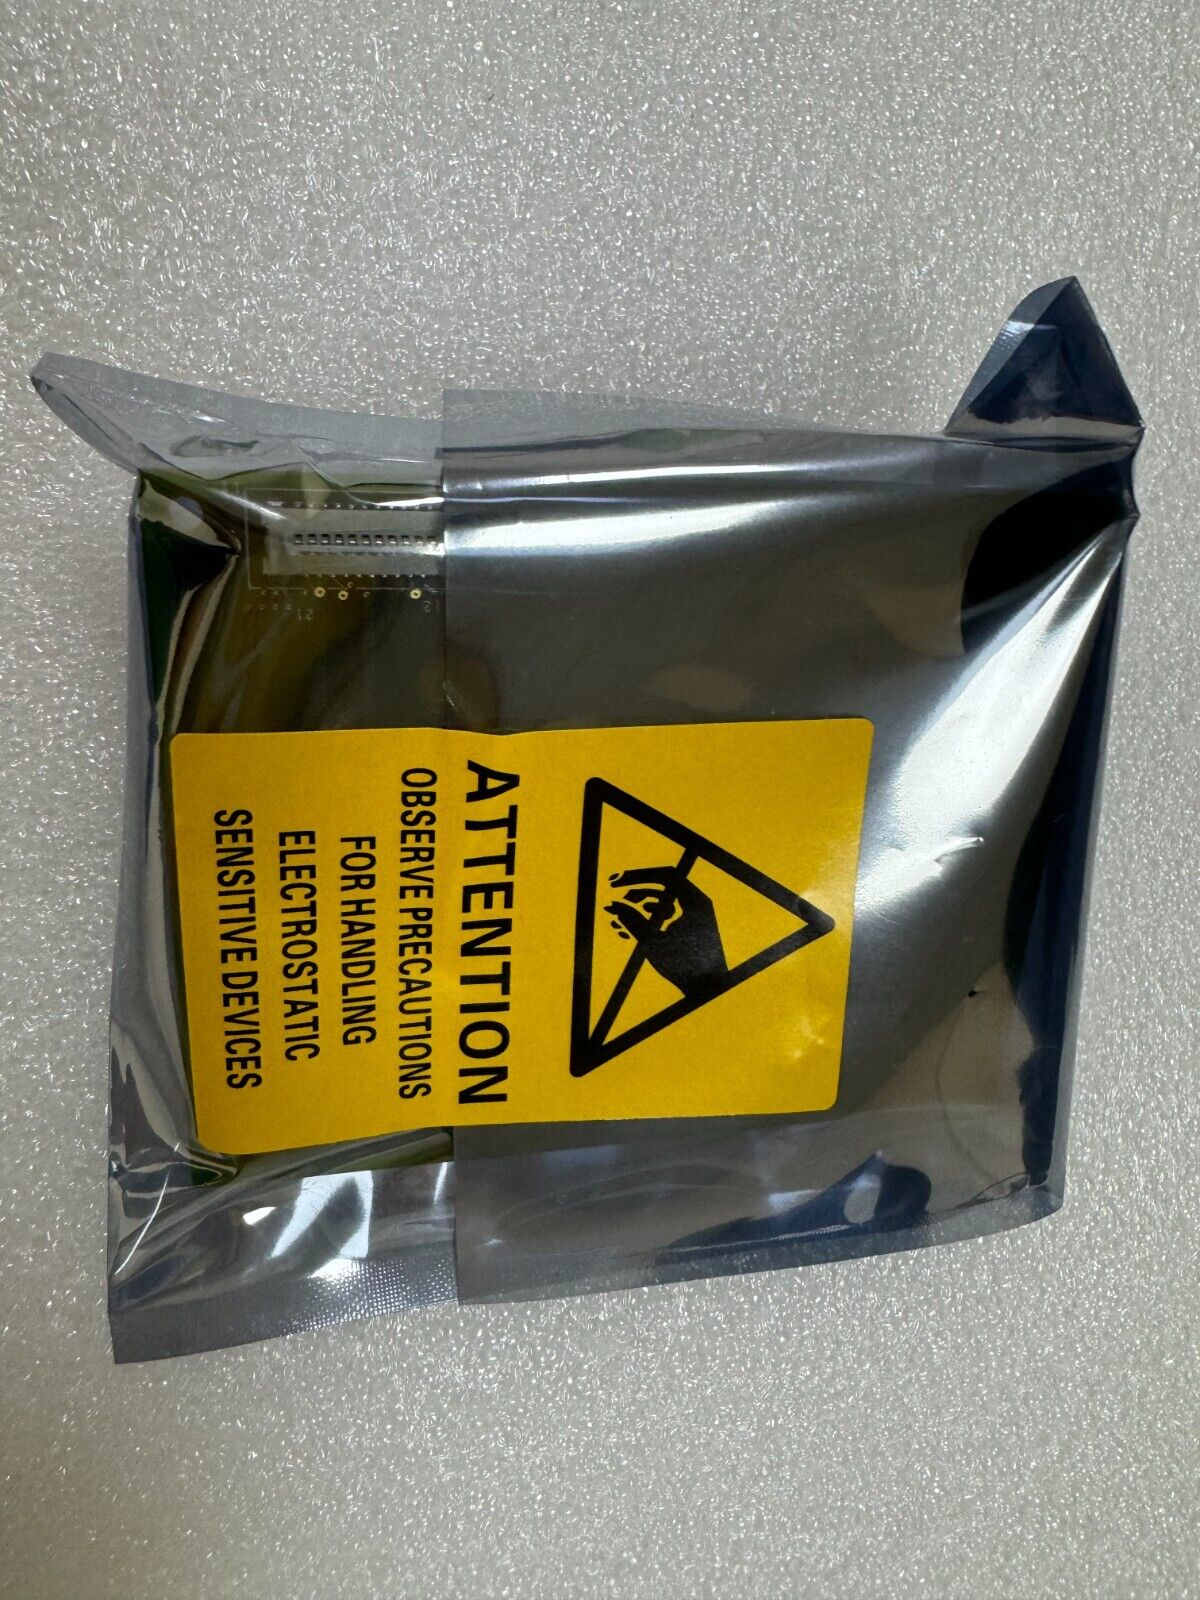 ATTENTION
OBSERVE PRECAUTIONS
FOR HANDLING
ELECTROSTATIC
SENSITIVE DEVICES